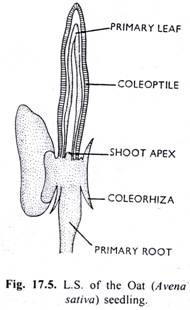 PRIMARY LEAF
COLEOPTILE
SHOOT APEX
COLEORHIZA
PRIMARY ROOT
Fig. 17.5. L.S. of the Oat (Avena
sativa) seedling.